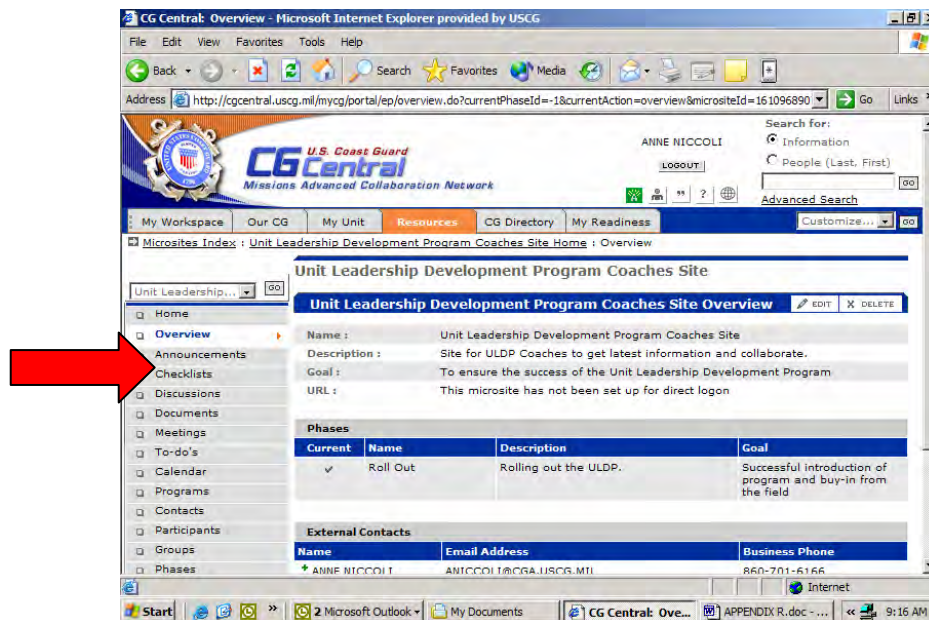 CG Central: Overview - Microsoft Internet Explorer provided by USCG
File Edit View Favorites Tools Help
Back Search Favorites Media
Address http://cgcentral.uscg.mil/mycg/portal/ep/overview.do?currentPhaseId=-1&currentAction=overview&micrositeId=161096890 Go Links
U.S. Coast Guard
CG Central
Missions Advanced Collaboration Network
ANNE NICCOLI
LOGOUT
Search for:
Information
People (Last, First)
GO
Advanced Search
My Workspace Our CG My Unit Resources CG Directory My Readiness Customize... GO
Microsites Index : Unit Leadership Development Program Coaches Site Home : Overview
Unit Leadership... GO
Home
Overview
Announcements
Checklists
Discussions
Documents
Meetings
To-do's
Calendar
Programs
Contacts
Participants
Groups
Phases
Unit Leadership Development Program Coaches Site
Unit Leadership Development Program Coaches Site Overview EDIT X DELETE
Name : Unit Leadership Development Program Coaches Site
Description : Site for ULDP Coaches to get latest information and collaborate.
Goal : To ensure the success of the Unit Leadership Development Program
URL : This microsite has not been set up for direct logon
Phases
Current Name Description Goal
Roll Out Rolling out the ULDP. Successful introduction of
program and buy-in from
the field
External Contacts
Name Email Address Business Phone
ANNE NICCOLI ANICCOLI@CGA.USCG.MIL 860-701-6166
Internet
Start » 2 Microsoft Outlook My Documents CG Central: Ove... APPENDIX R.doc - ... « 9:16 AM